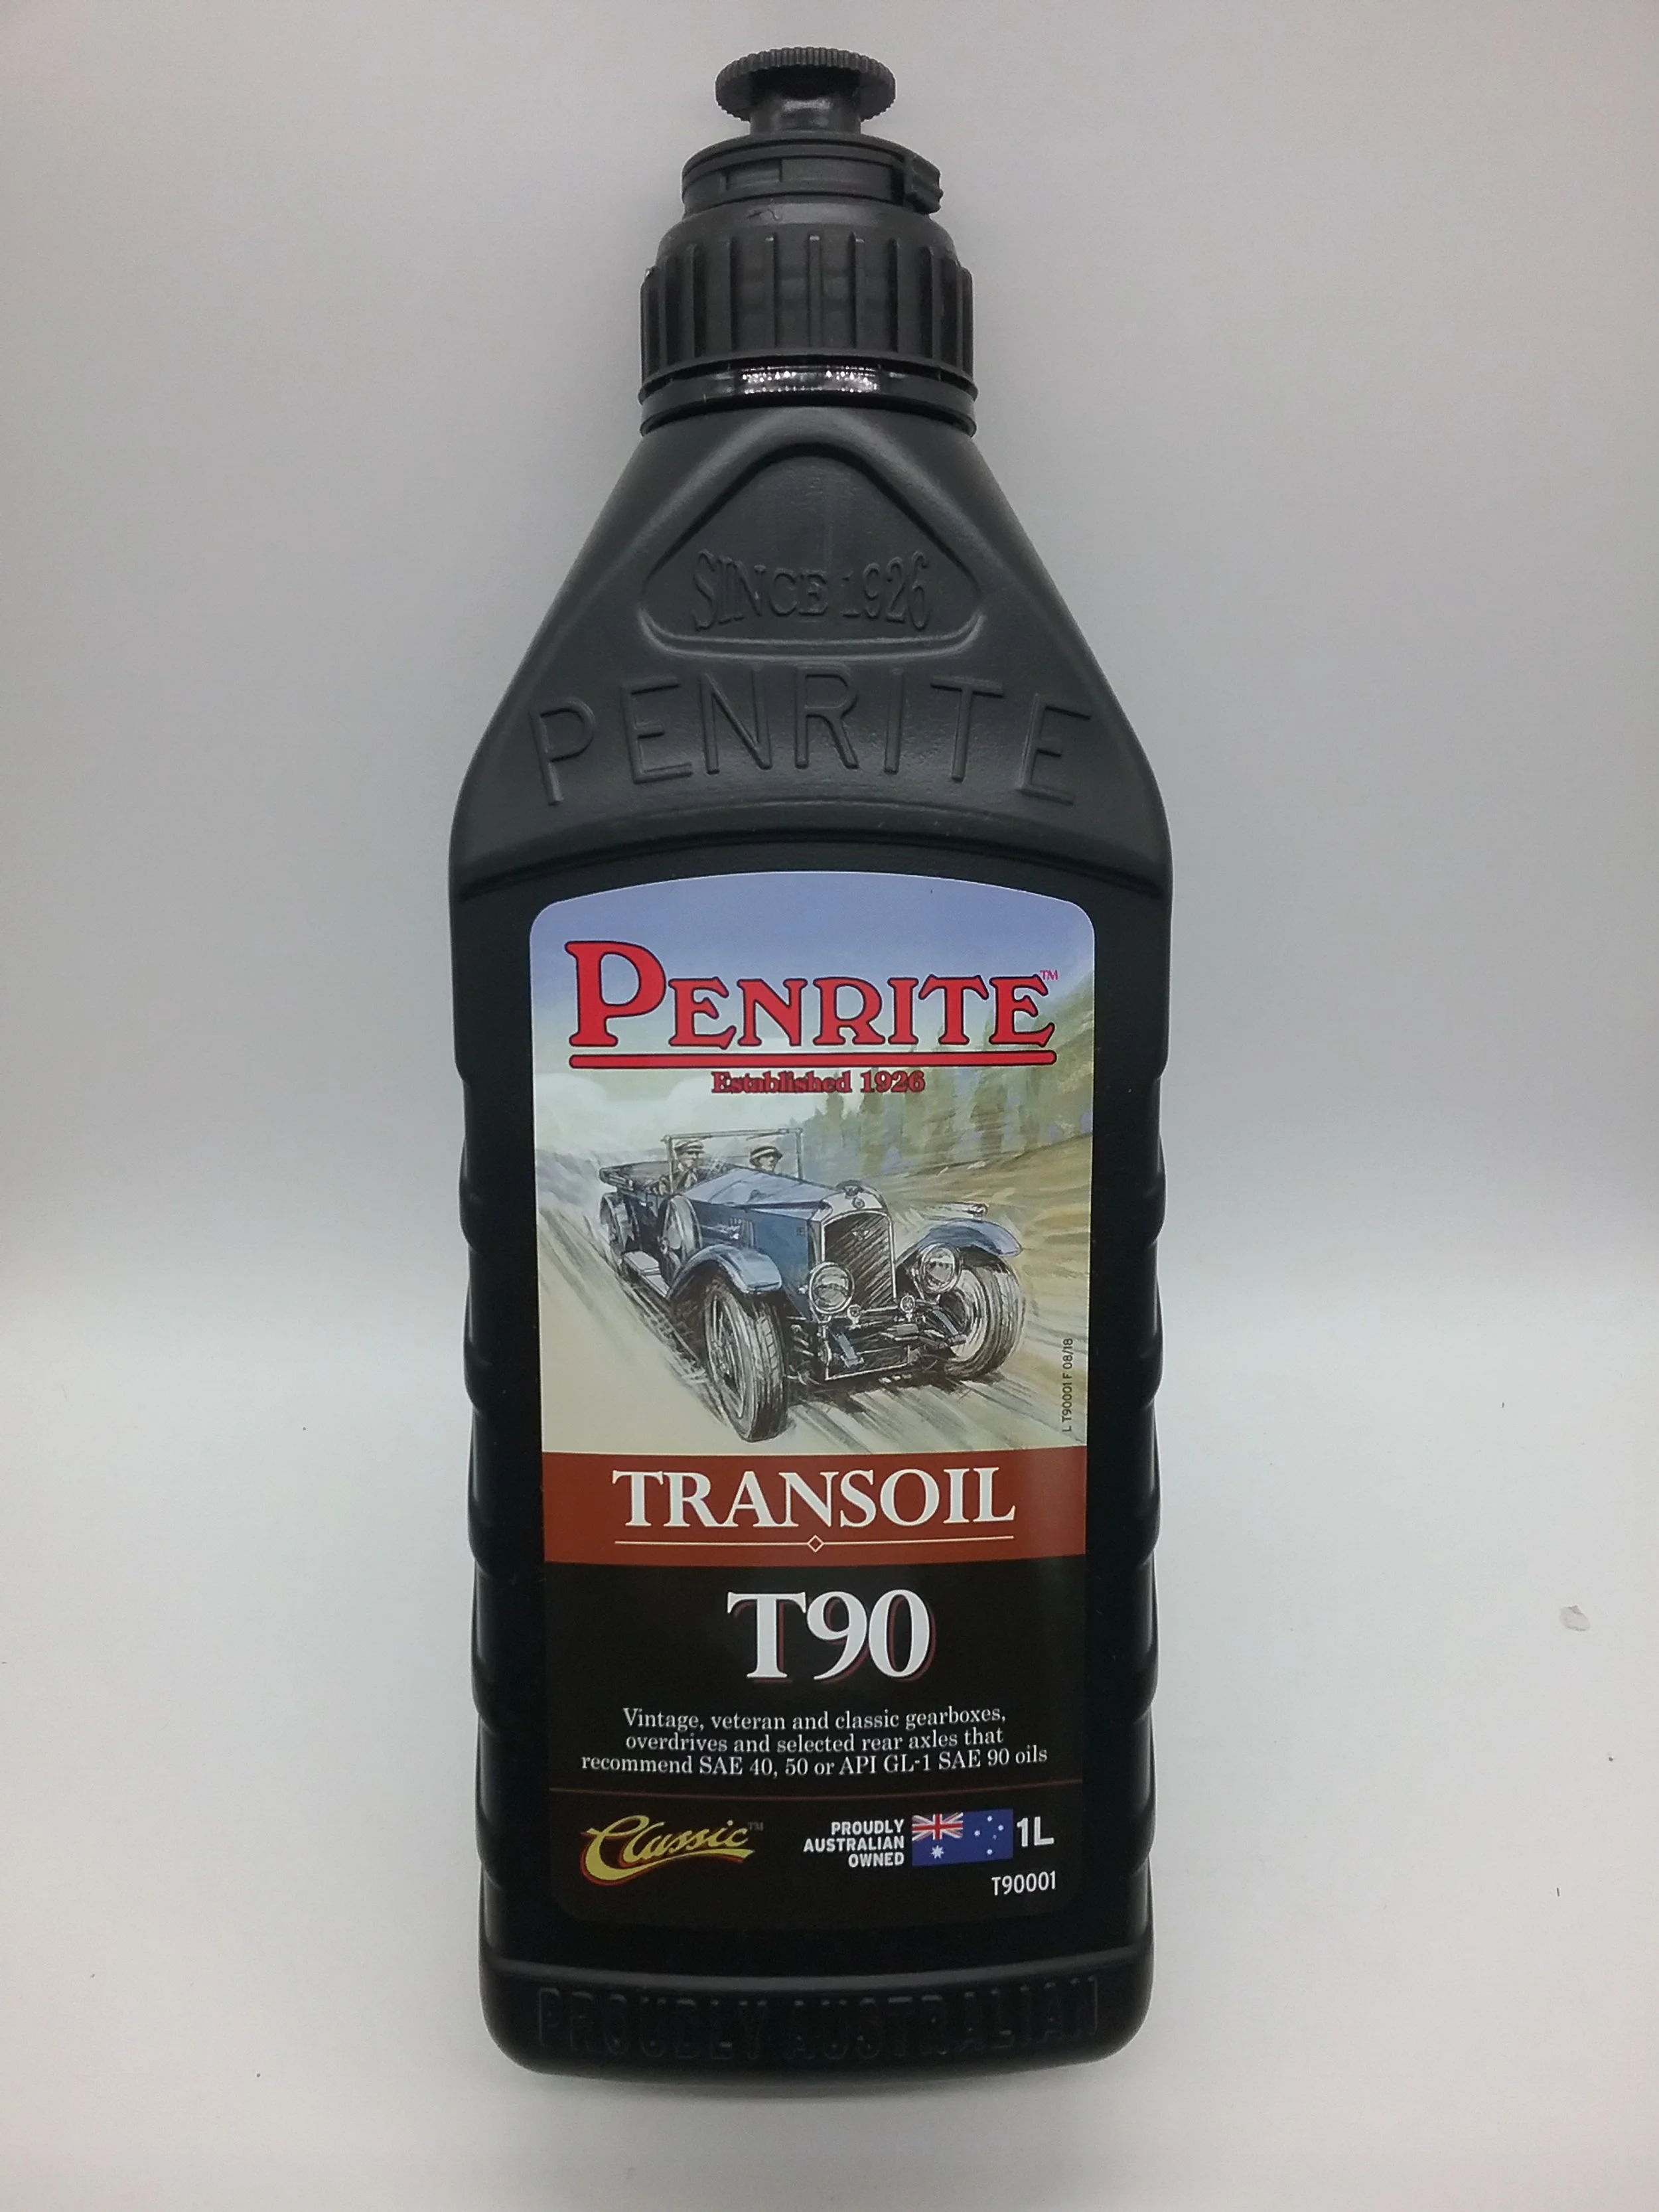 SINCE 1926
PENRITE
PENRITE™
Established 1926
L T90001 F 08/18
TRANSOIL
T90
Vintage, veteran and classic gearboxes,
overdrives and selected rear axles that
recommend SAE 40, 50 or API GL-1 SAE 90 oils
Classic™
PROUDLY
AUSTRALIAN
OWNED
1L
T90001
PROUDLY AUSTRALIAN